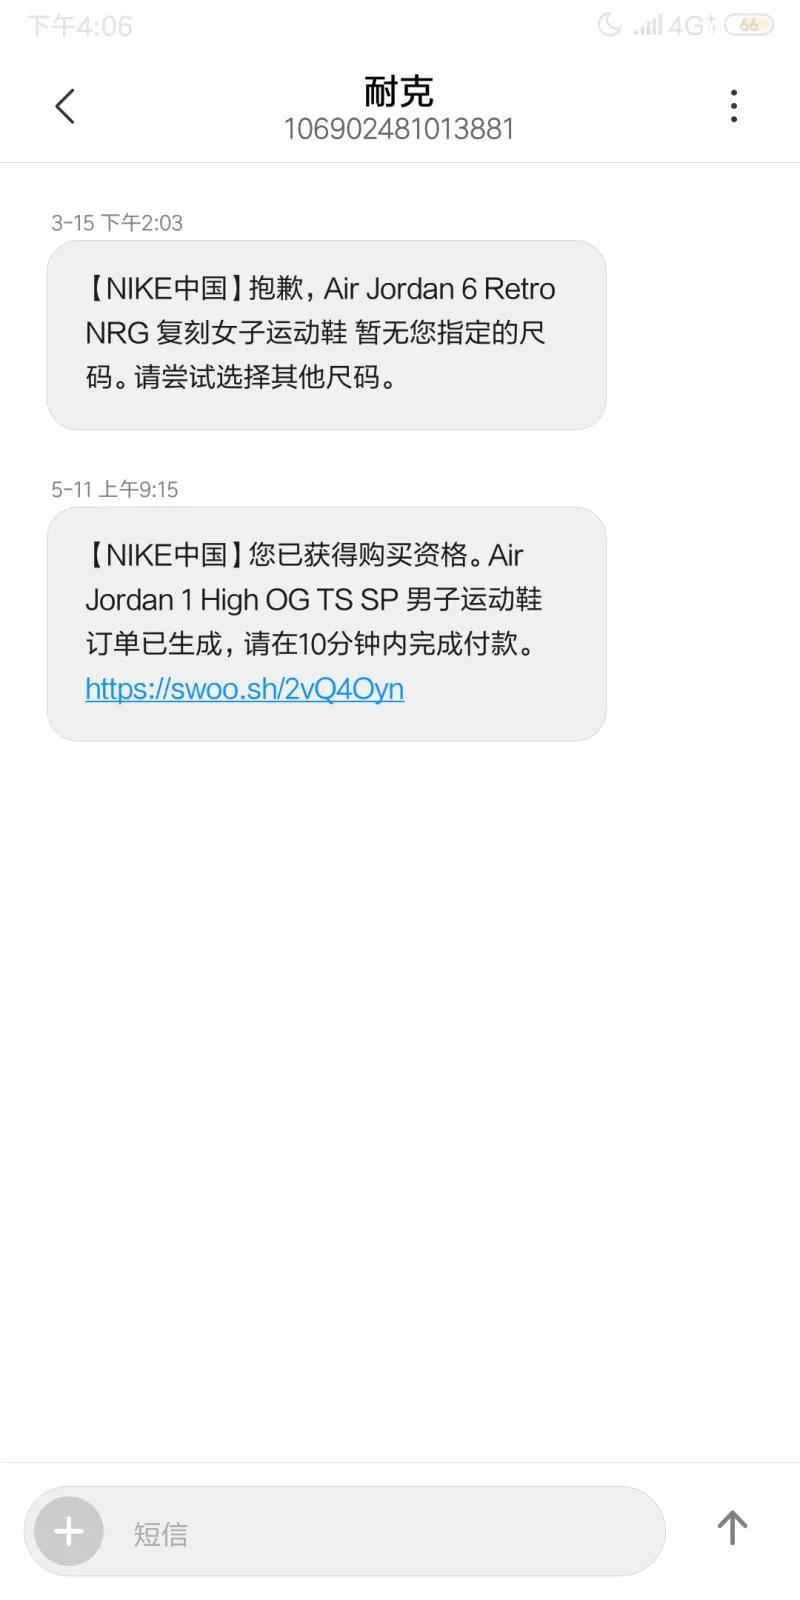 下午4:06
4G
66
耐克
106902481013881
3-15 下午2:03
【NIKE中国】抱歉，Air Jordan 6 Retro
NRG 复刻女子运动鞋 暂无您指定的尺
码。请尝试选择其他尺码。
5-11 上午9:15
【NIKE中国】您已获得购买资格。Air
Jordan 1 High OG TS SP 男子运动鞋
订单已生成，请在10分钟内完成付款。
https://swoo.sh/2vQ4Oyn
短信